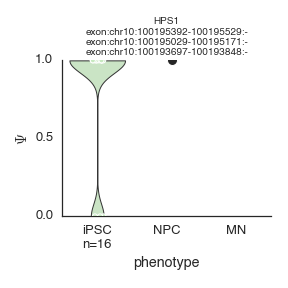 HPS1
exon:chr10:100195392-100195529:-
exon:chr10:100195029-100195171:-
exon:chr10:100193697-100193848:-
1.0
0.5
0.0
Ψ
iPSC
n=16
NPC
MN
phenotype